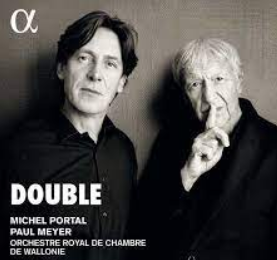 α
DOUBLE
MICHEL PORTAL
PAUL MEYER
ORCHESTRE ROYAL DE CHAMBRE
DE WALLONIE